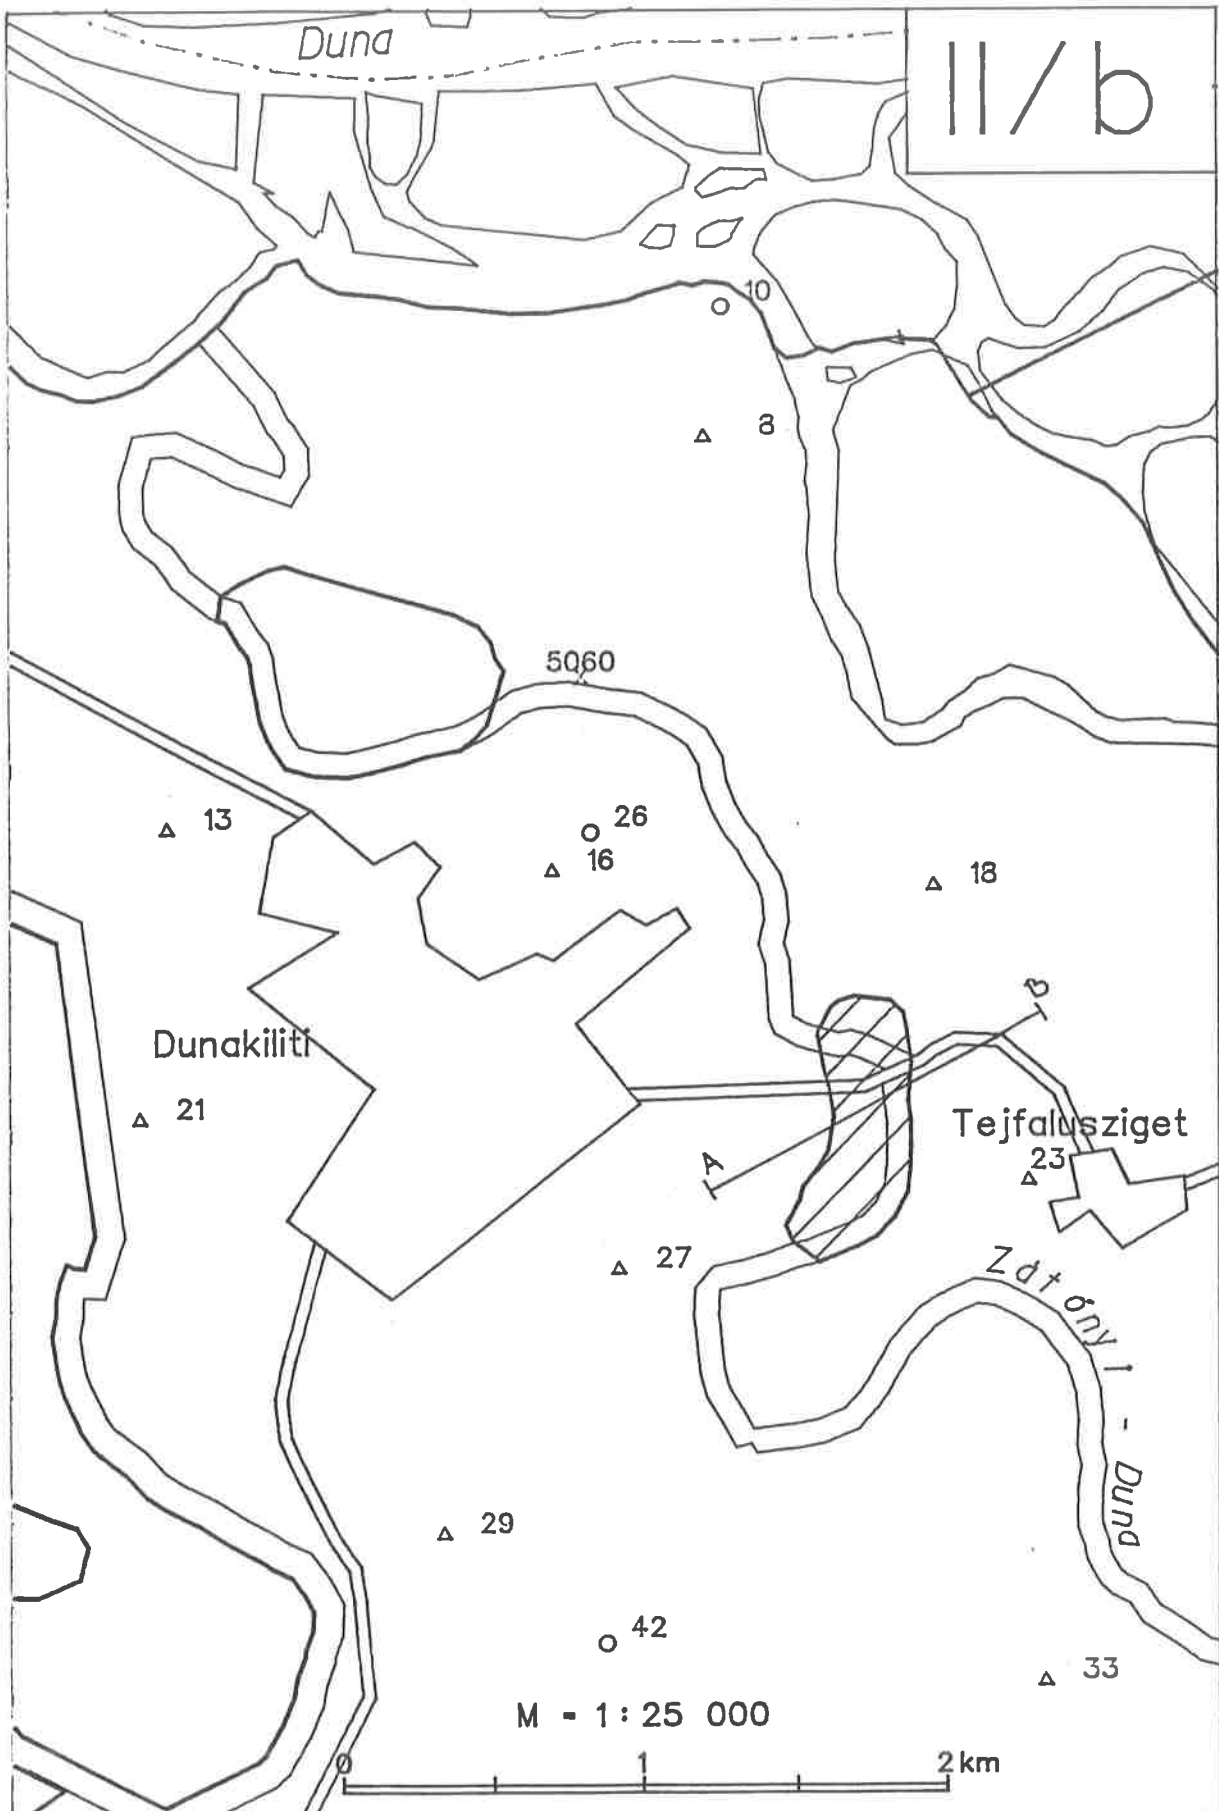 Duna
II/b
10
8
5060
13
26
16
18
B
Dunakiliti
21
Tejfalusziget
A
23
27
Zátonyi - Duna
29
42
33
M = 1:25 000
0 1 2 km